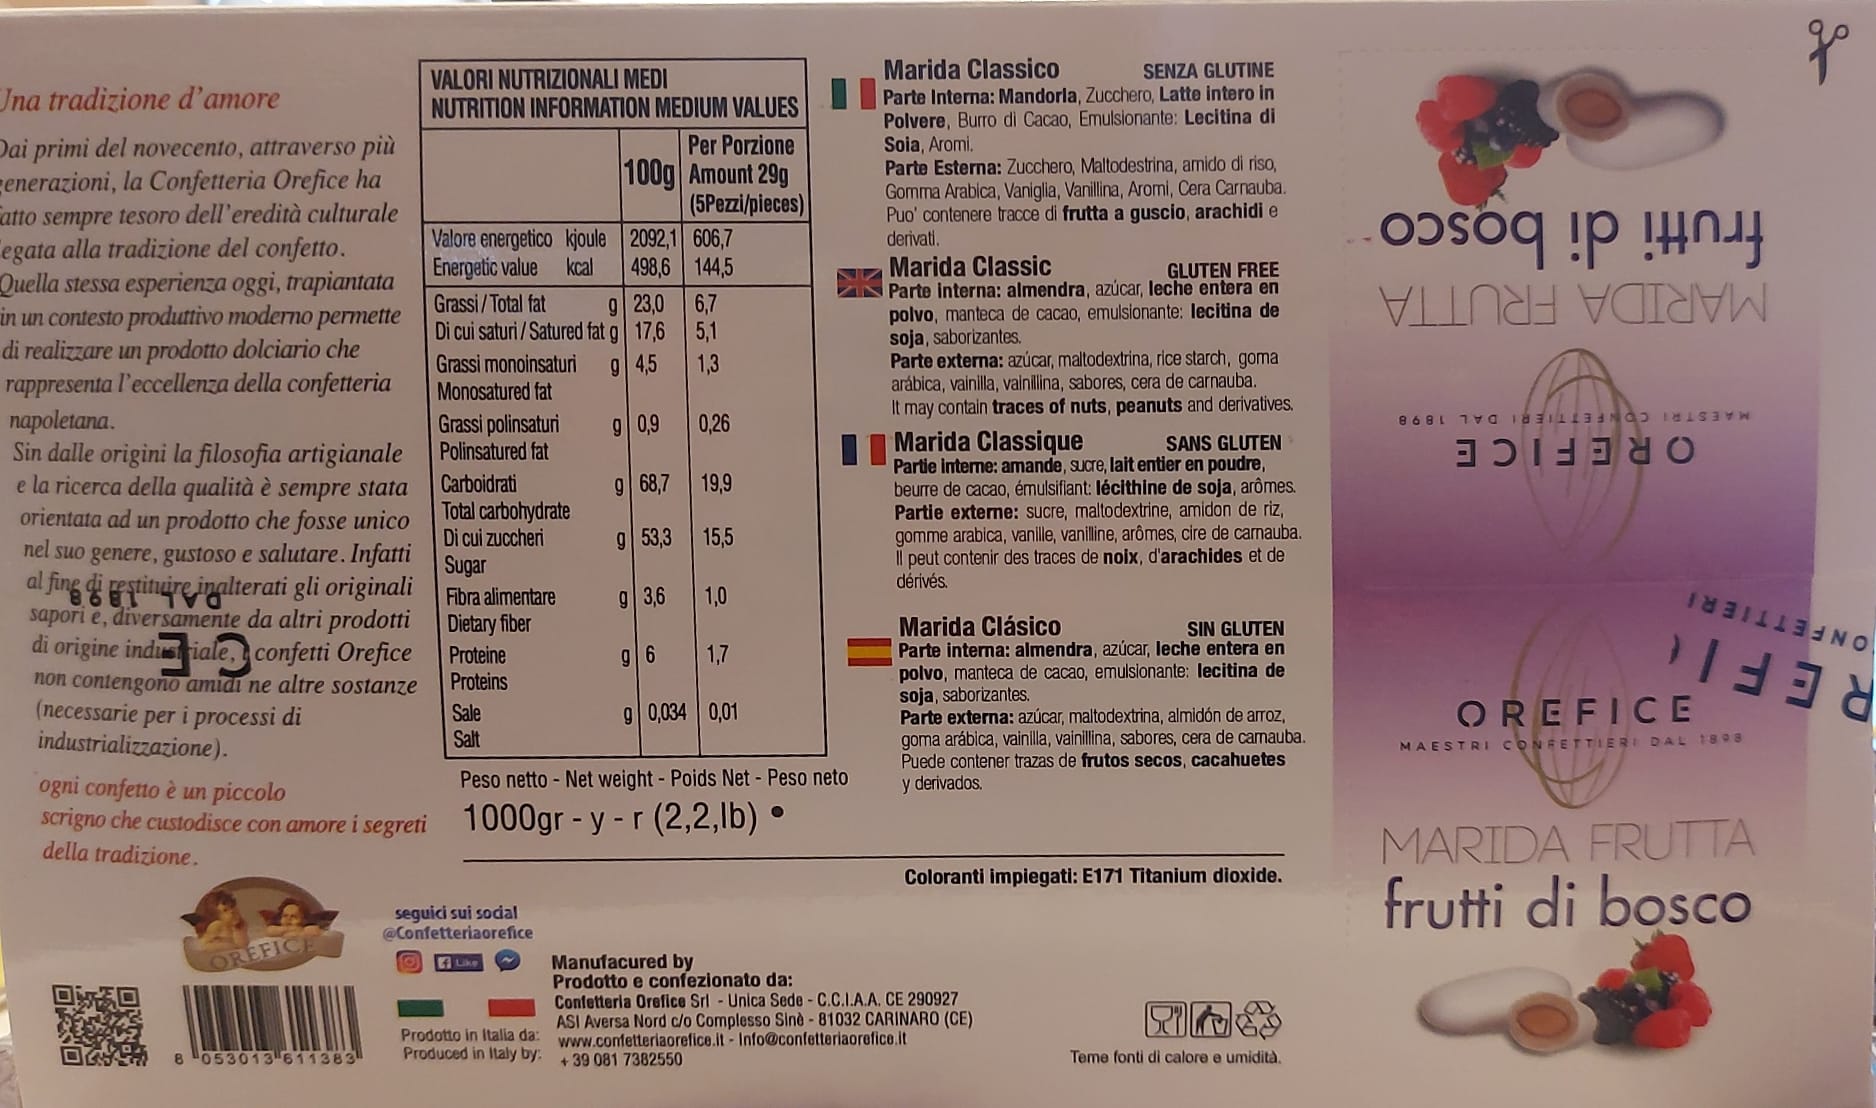 Una tradizione d'amore
Dai primi del novecento, attraverso più
generazioni, la Confetteria Orefice ha
fatto sempre tesoro dell'eredità culturale
legata alla tradizione del confetto.
Quella stessa esperienza oggi, trapiantata
in un contesto produttivo moderno permette
di realizzare un prodotto dolciario che
rappresenta l'eccellenza della confetteria
napoletana.
Sin dalle origini la filosofia artigianale
e la ricerca della qualità è sempre stata
orientata ad un prodotto che fosse unico
nel suo genere, gustoso e salutare. Infatti
al fine di restituire inalterati gli originali
sapori e, diversamente da altri prodotti
di origine industriale, i confetti Orefice
non contengono amidi ne altre sostanze
(necessarie per i processi di
industrializzazione).
ogni confetto è un piccolo
scrigno che custodisce con amore i segreti
della tradizione.
DAL 1898
CE
OREFICE
8 053013 611383
VALORI NUTRIZIONALI MEDI
NUTRITION INFORMATION MEDIUM VALUES
100g Per Porzione
Amount 29g
(5Pezzi/pieces)
Valore energetico kjoule 2092,1 606,7
Energetic value kcal 498,6 144,5
Grassi / Total fat g 23,0 6,7
Di cui saturi / Satured fat g 17,6 5,1
Grassi monoinsaturi g 4,5 1,3
Monosatured fat
Grassi polinsaturi g 0,9 0,26
Polinsatured fat
Carboidrati g 68,7 19,9
Total carbohydrate
Di cui zuccheri g 53,3 15,5
Sugar
Fibra alimentare g 3,6 1,0
Dietary fiber
Proteine g 6 1,7
Proteins
Sale g 0,034 0,01
Salt
Peso netto - Net weight - Poids Net - Peso neto
1000gr - y - r (2,2,lb) •
seguici sui social
@Confetteriaorefice
Like
Prodotto in Italia da:
Produced in Italy by:
Manufacured by
Prodotto e confezionato da:
Confetteria Orefice Srl - Unica Sede - C.C.I.A.A. CE 290927
ASI Aversa Nord c/o Complesso Sinè - 81032 CARINARO (CE)
www.confetteriaorefice.it - Info@confetteriaorefice.it
+ 39 081 7382550
Marida Classico SENZA GLUTINE
Parte Interna: Mandorla, Zucchero, Latte intero in
Polvere, Burro di Cacao, Emulsionante: Lecitina di
Soia, Aromi.
Parte Esterna: Zucchero, Maltodestrina, amido di riso,
Gomma Arabica, Vaniglia, Vanillina, Aromi, Cera Carnauba.
Puo' contenere tracce di frutta a guscio, arachidi e
derivati.
Marida Classic GLUTEN FREE
Parte interna: almendra, azúcar, leche entera en
polvo, manteca de cacao, emulsionante: lecitina de
soja, saborizantes.
Parte externa: azúcar, maltodextrina, rice starch, goma
arábica, vainilla, vainillina, sabores, cera de carnauba.
It may contain traces of nuts, peanuts and derivatives.
Marida Classique SANS GLUTEN
Partie interne: amande, sucre, lait entier en poudre,
beurre de cacao, émulsifiant: lécithine de soja, arômes.
Partie externe: sucre, maltodextrine, amidon de riz,
gomme arabica, vanille, vanilline, arômes, cire de carnauba.
Il peut contenir des traces de noix, d'arachides et de
dérivés.
Marida Clásico SIN GLUTEN
Parte interna: almendra, azúcar, leche entera en
polvo, manteca de cacao, emulsionante: lecitina de
soja, saborizantes.
Parte externa: azúcar, maltodextrina, almidón de arroz,
goma arábica, vainilla, vainillina, sabores, cera de carnauba.
Puede contener trazas de frutos secos, cacahuetes
y derivados.
Coloranti impiegati: E171 Titanium dioxide.
Teme fonti di calore e umidità.
frutti di bosco
MARIDA FRUTTA
MAESTRI CONFETTIERI DAL 1898
OREFICE
ONFETTIERI
REFI
OREFICE
MAESTRI CONFETTIERI DAL 1898
MARIDA FRUTTA
frutti di bosco